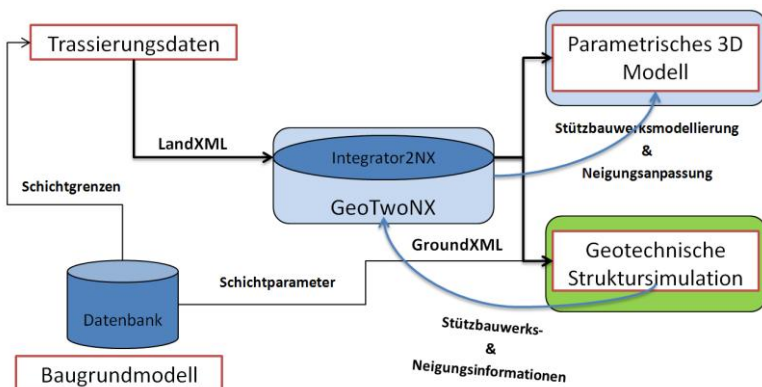 Trassierungsdaten
Parametrisches 3D
Modell
LandXML
Integrator2NX
GeoTwoNX
Stützbauwerksmodellierung
&
Neigungsanpassung
Schichtgrenzen
GroundXML
Geotechnische
Struktursimulation
Schichtparameter
Datenbank
Stützbauwerks-
&
Neigungsinformationen
Baugrundmodell